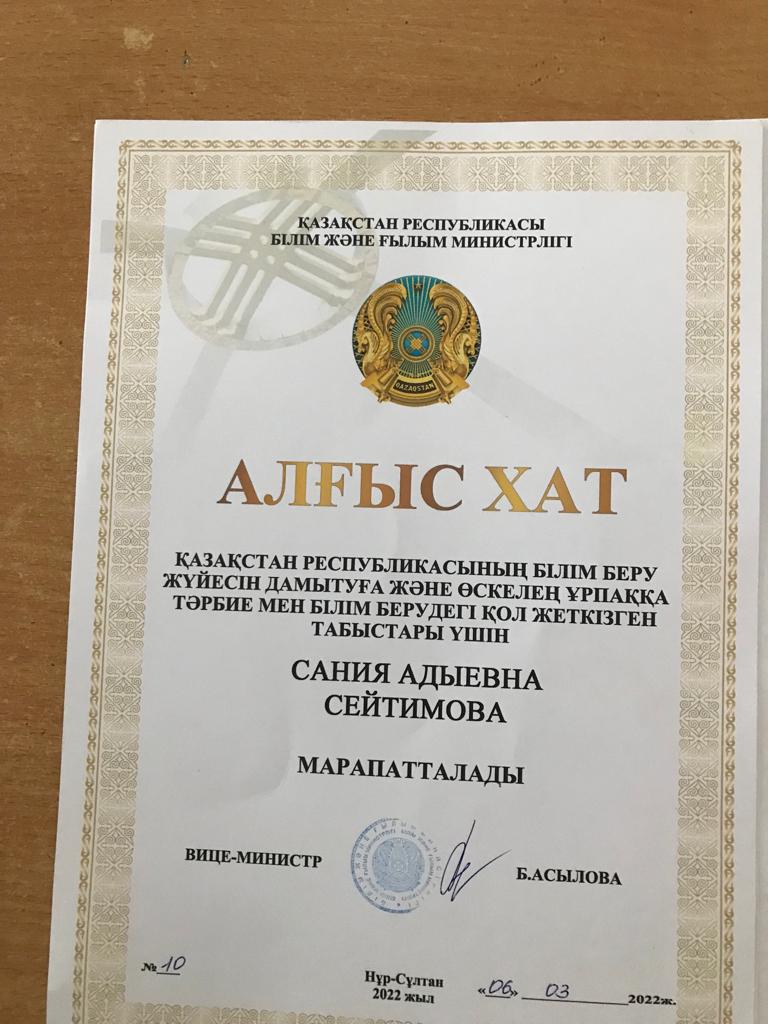 ҚАЗАҚСТАН РЕСПУБЛИКАСЫ
БІЛІМ ЖӘНЕ ҒЫЛЫМ МИНИСТРЛІГІ
QAZAQSTAN
АЛҒЫС ХАТ
ҚАЗАҚСТАН РЕСПУБЛИКАСЫНЫҢ БІЛІМ БЕРУ
ЖҮЙЕСІН ДАМЫТУҒА ЖӘНЕ ӨСКЕЛЕҢ ҰРПАҚҚА
ТӘРБИЕ МЕН БІЛІМ БЕРУДЕГІ ҚОЛ ЖЕТКІЗГЕН
ТАБЫСТАРЫ ҮШІН
САНИЯ АДЫЕВНА
СЕЙТИМОВА
МАРАПАТТАЛАДЫ
ВИЦЕ-МИНИСТР
Б.АСЫЛОВА
№ 10
Нұр-Сұлтан
2022 жыл
«06» 03 2022ж.